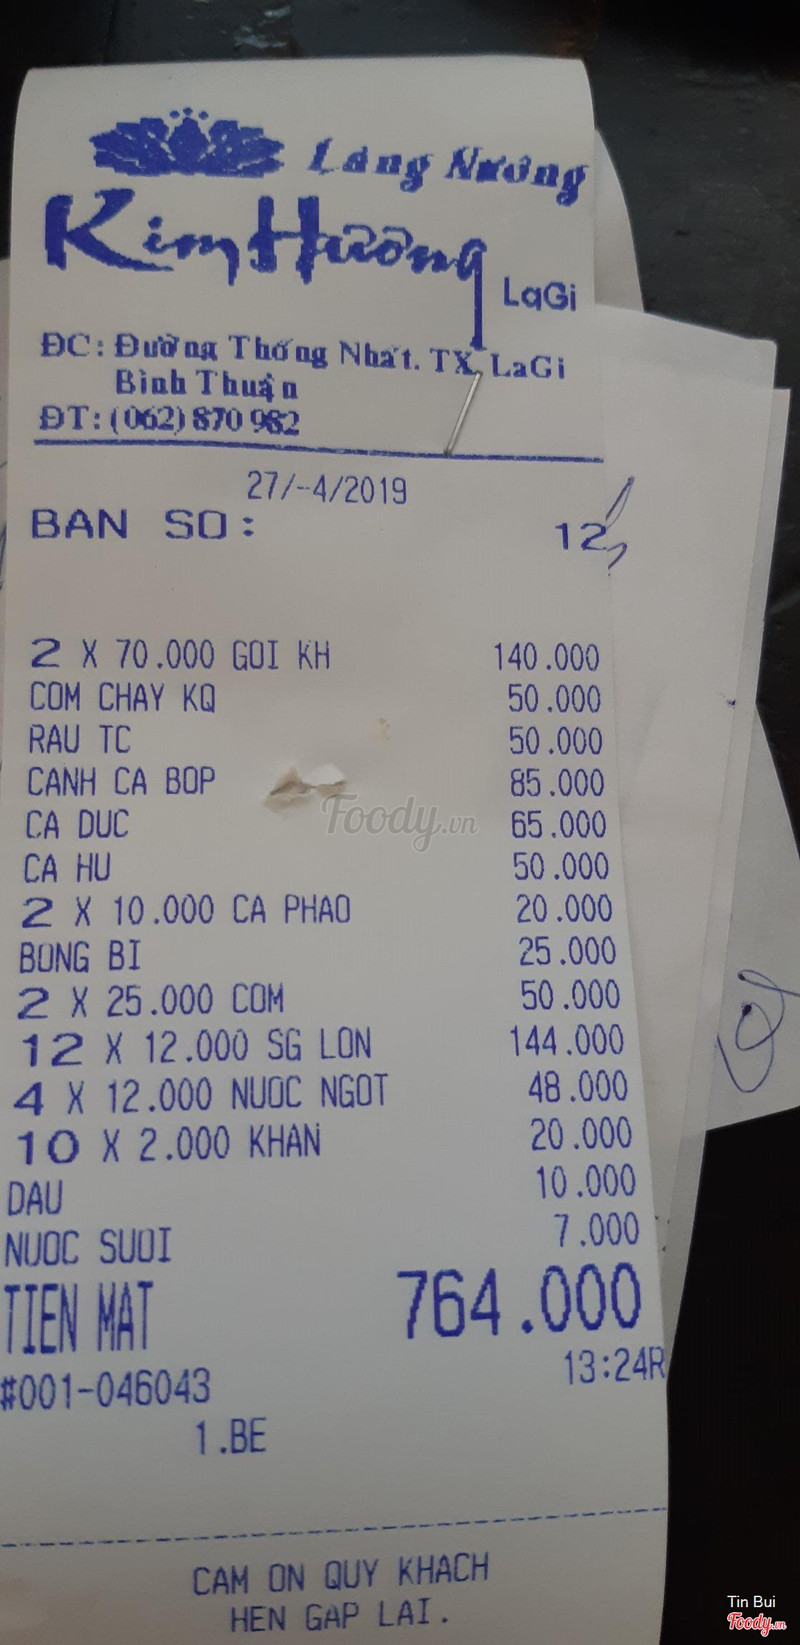 Làng Nướng
Kim Hường
LaGi
ĐC: Đường Thống Nhất. TX. LaGi
Bình Thuận
ĐT: (062) 870 982
27/-4/2019
BAN SO: 12
2 X 70.000 GOI KH 140.000
COM CHAY KQ 50.000
RAU TC 50.000
CANH CA BOP 85.000
Foody.vn
CA DUC 65.000
CA HU 50.000
2 X 10.000 CA PHAO 20.000
BONG BI 25.000
2 X 25.000 COM 50.000
12 X 12.000 SG LON 144.000
4 X 12.000 NUOC NGOT 48.000
10 X 2.000 KHAN 20.000
DAU 10.000
NUOC SUOI 7.000
TIEN MAT 764.000
#001-046043 13:24R
1.BE
CAM ON QUY KHACH
HEN GAP LAI.
Tin Bui
Foody.vn